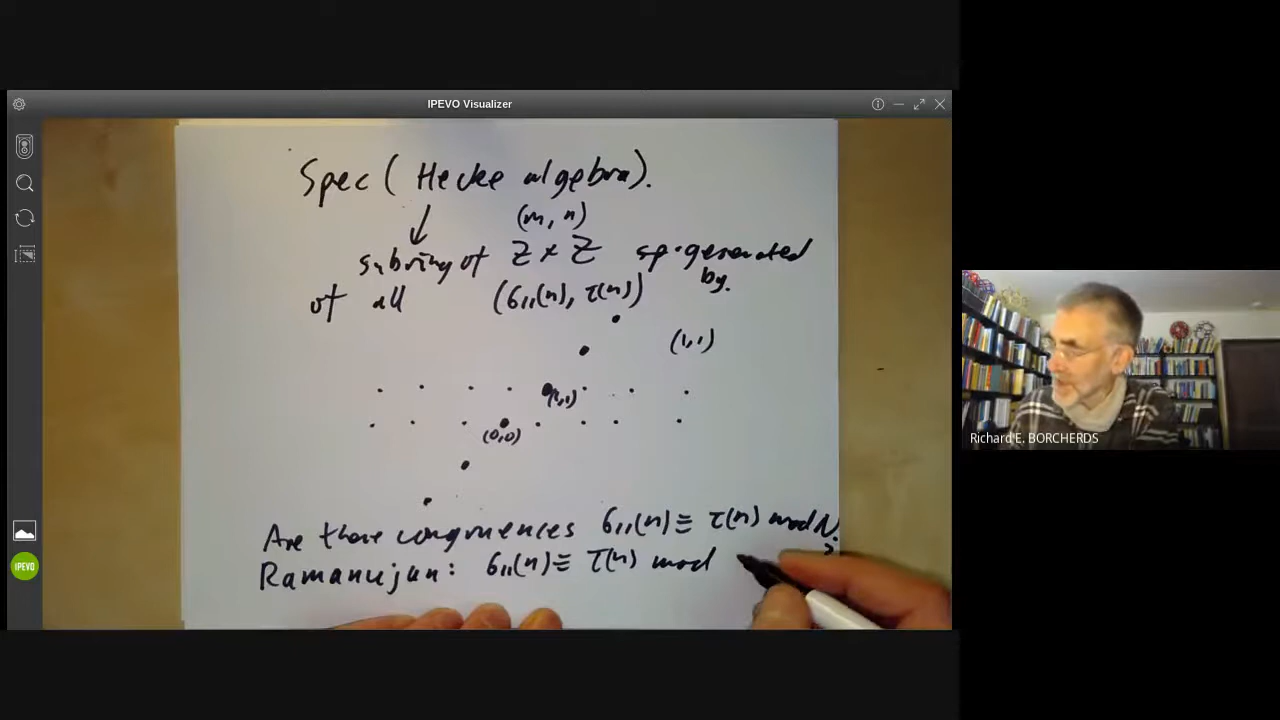 IPEVO Visualizer
Spec ( Hecke algebra).
↓ (m, n)
subring of Z × Z generated
by.
of all (σ₁₁(n), τ(n))
(1,1)
(1,1)
(0,0)
Are there congruences σ₁₁(n) ≡ τ(n) mod N.
?
Ramanujan: σ₁₁(n) ≡ τ(n) mod
Richard E. BORCHERDS
IPEVO